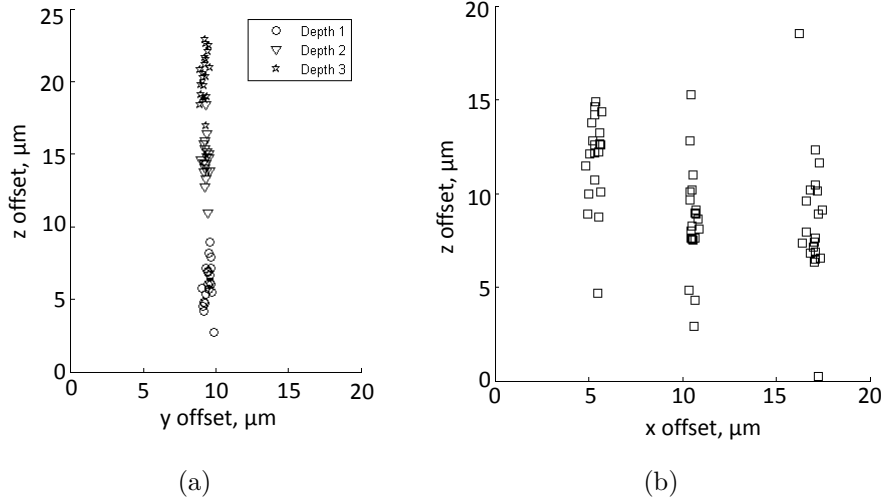 25
20
15
10
5
0
0 5 10 15 20
z offset, μm
y offset, μm
Depth 1
Depth 2
Depth 3
(a)
20
15
10
5
0
0 5 10 15 20
z offset, μm
x offset, μm
(b)